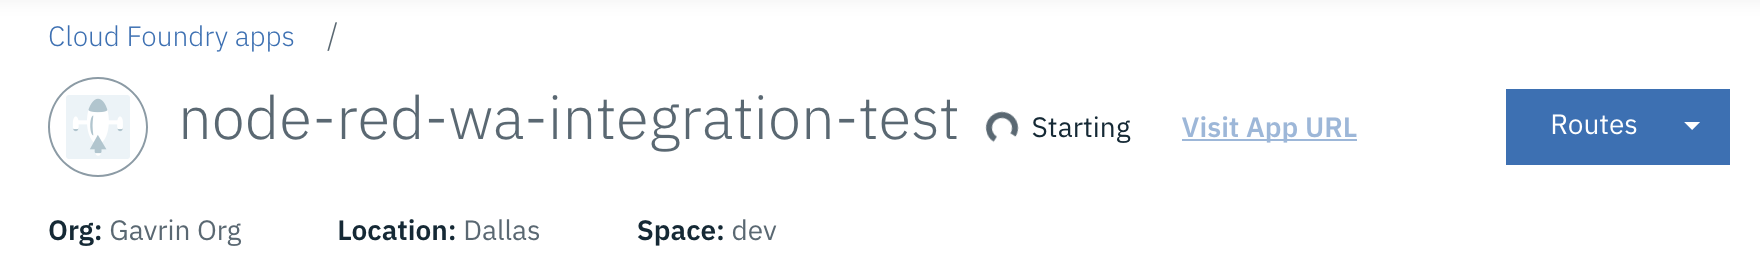 Cloud Foundry apps /
node-red-wa-integration-test Starting Visit App URL Routes
Org: Gavrin Org Location: Dallas Space: dev